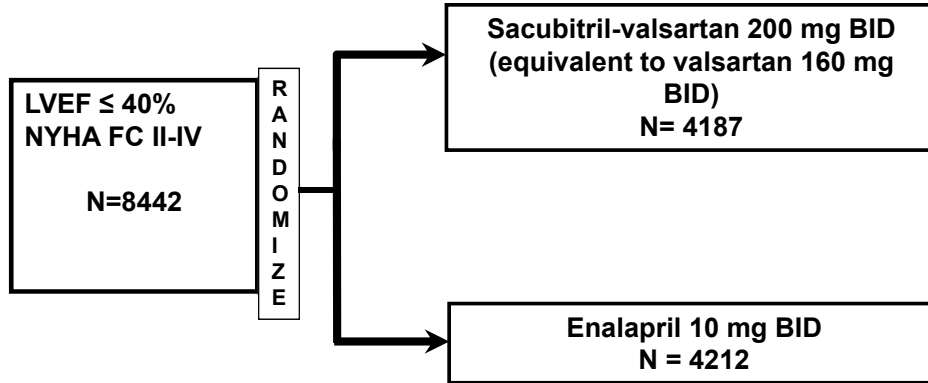 LVEF ≤ 40%
NYHA FC II-IV
N=8442
RANDOMIZE
Sacubitril-valsartan 200 mg BID
(equivalent to valsartan 160 mg
BID)
N= 4187
Enalapril 10 mg BID
N = 4212